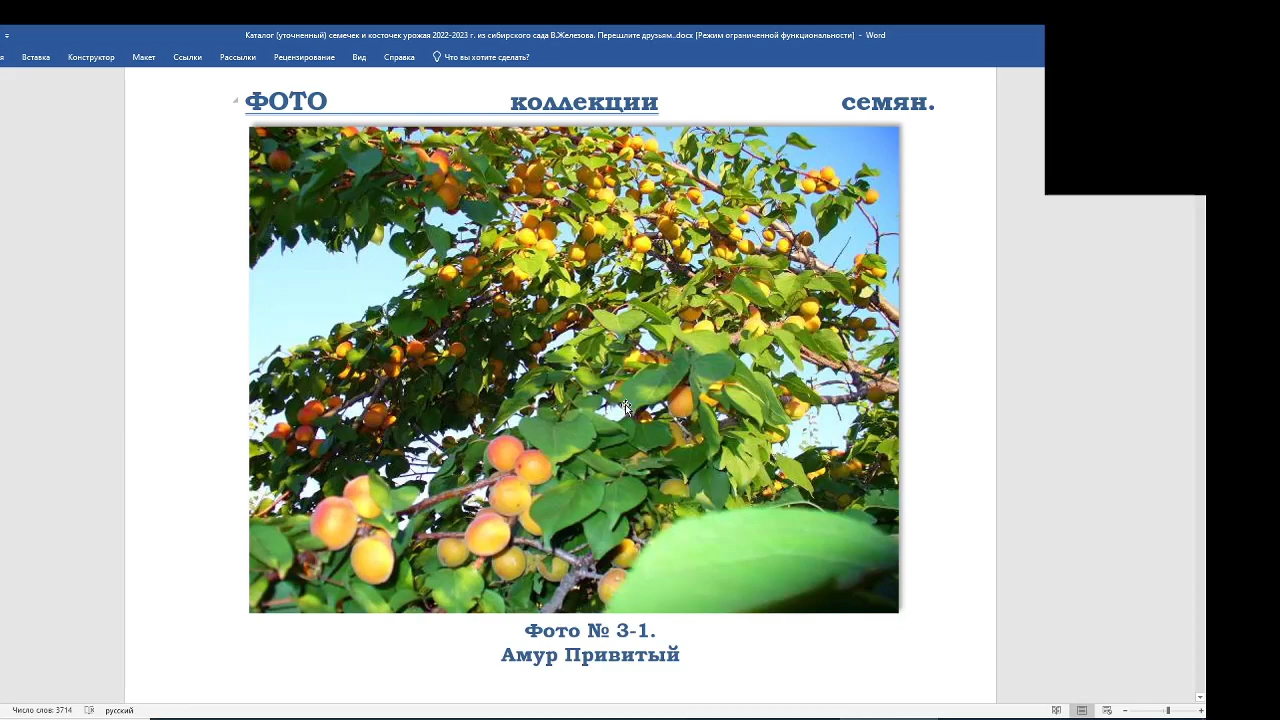 Каталог (уточненный) семечек и косточек урожая 2022-2023 г. из сибирского сада В.Железова. Перешлите друзьям..docx [Режим ограниченной функциональности] - Word
я Вставка Конструктор Макет Ссылки Рассылки Рецензирование Вид Справка Что вы хотите сделать?
ФОТО коллекции семян.
Фото № 3-1.
Амур Привитый
Число слов: 3714 русский